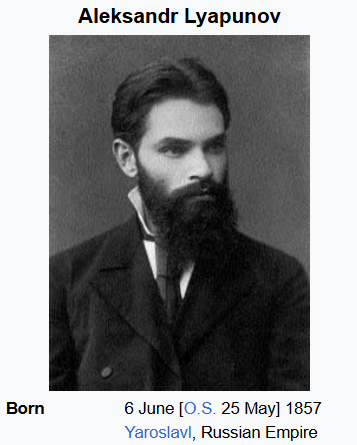 Aleksandr Lyapunov
Born 6 June [O.S. 25 May] 1857
Yaroslavl, Russian Empire